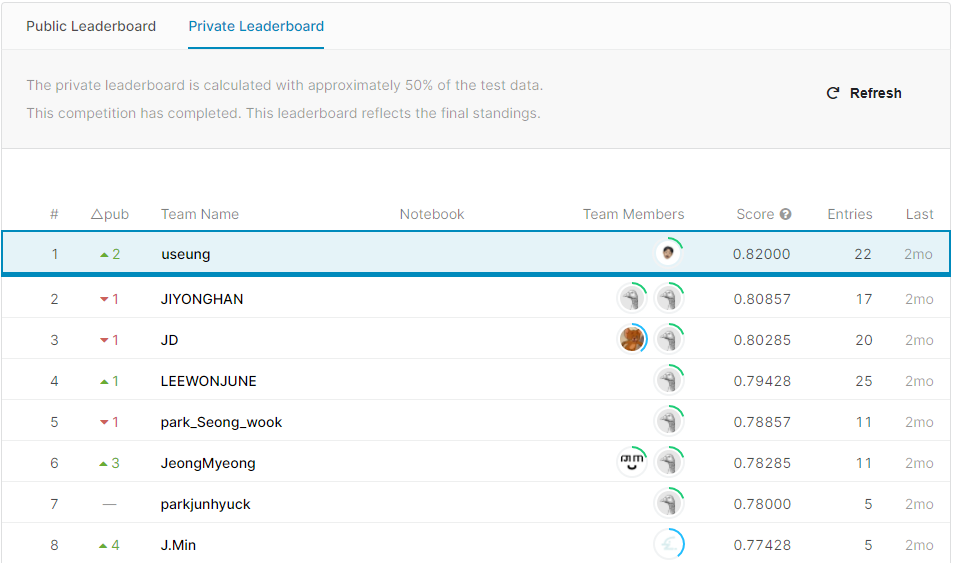 Public Leaderboard Private Leaderboard
The private leaderboard is calculated with approximately 50% of the test data.
This competition has completed. This leaderboard reflects the final standings.
Refresh
# △pub Team Name Notebook Team Members Score ? Entries Last
1 ▲2 useung 0.82000 22 2mo
2 ▼1 JIYONGHAN 0.80857 17 2mo
3 ▼1 JD 0.80285 20 2mo
4 ▲1 LEEWONJUNE 0.79428 25 2mo
5 ▼1 park_Seong_wook 0.78857 11 2mo
6 ▲3 JeongMyeong 0.78285 11 2mo
7 — parkjunhyuck 0.78000 5 2mo
8 ▲4 J.Min 0.77428 5 2mo